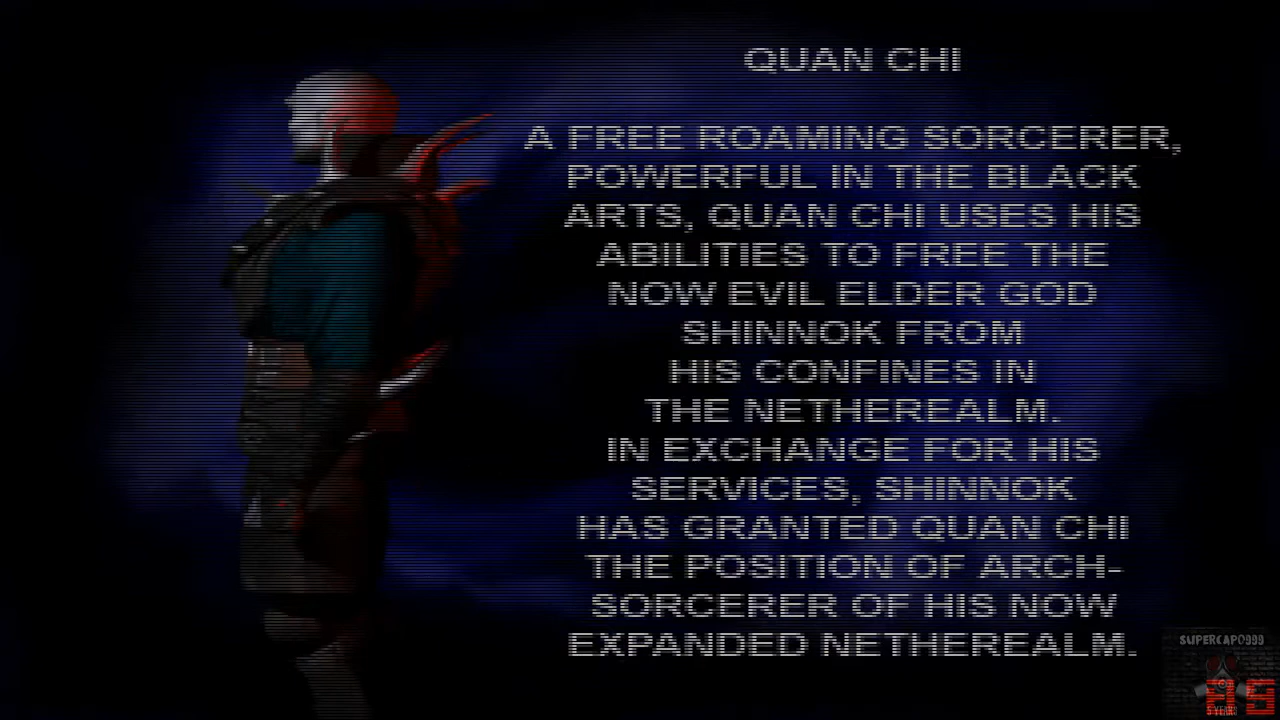 QUAN CHI
A FREE ROAMING SORCERER,
POWERFUL IN THE BLACK
ARTS, QUAN CHI USES HIS
ABILITIES TO FREE THE
NOW EVIL ELDER GOD
SHINNOK FROM
HIS CONFINES IN
THE NETHEREALM.
IN EXCHANGE FOR HIS
SERVICES, SHINNOK
HAS GRANTED QUAN CHI
THE POSITION OF ARCH-
SORCERER OF HIS NOW
EXPANDED NETHEREALM.
SUPERCAPO999